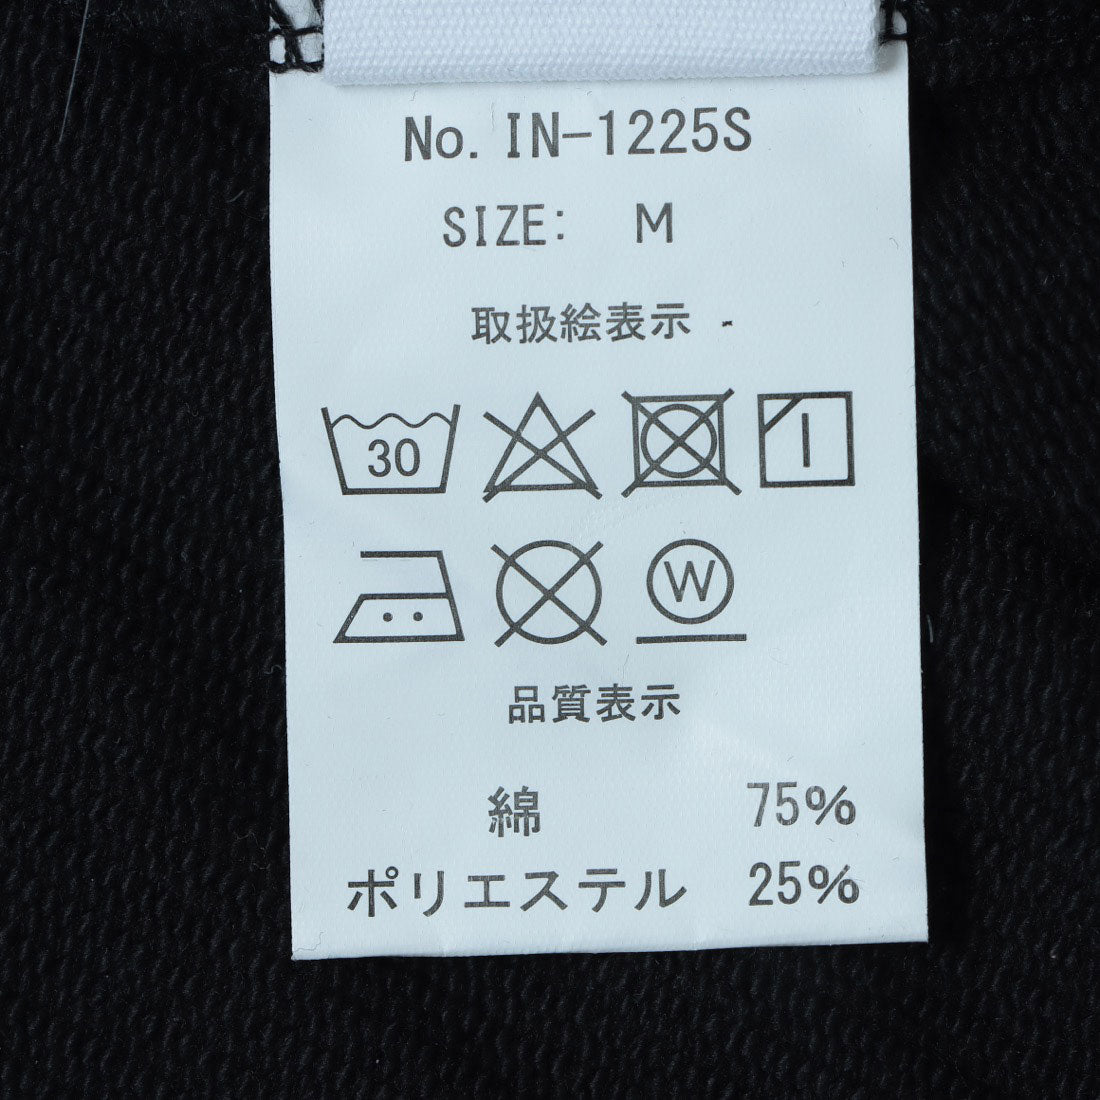 No. IN-1225S
SIZE: M
取扱絵表示
30
W
品質表示
綿 75%
ポリエステル 25%